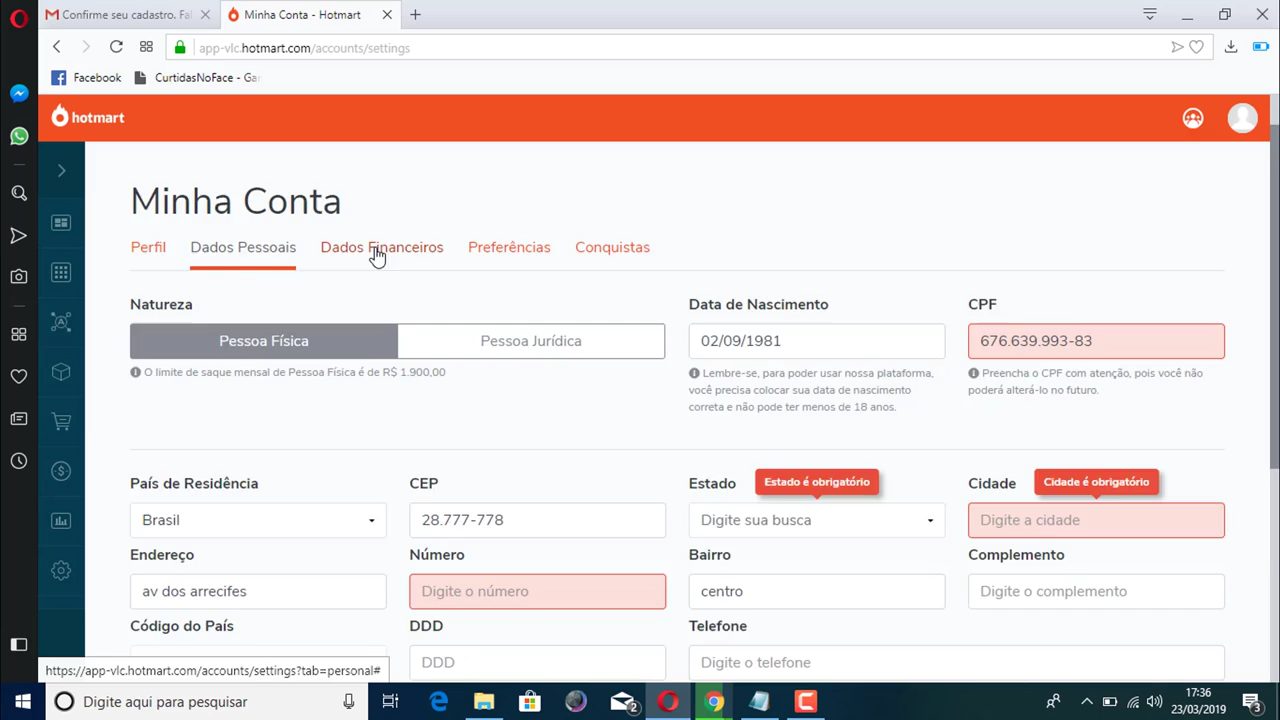 Confirme seu cadastro. Fal
Minha Conta - Hotmart
app-vlc.hotmart.com/accounts/settings
Facebook
CurtidasNoFace - Gan
hotmart
Minha Conta
Perfil
Dados Pessoais
Dados Financeiros
Preferências
Conquistas
Natureza
Data de Nascimento
CPF
Pessoa Física
Pessoa Jurídica
02/09/1981
676.639.993-83
O limite de saque mensal de Pessoa Física é de R$ 1.900,00
Lembre-se, para poder usar nossa plataforma,
você precisa colocar sua data de nascimento
correta e não pode ter menos de 18 anos.
Preencha o CPF com atenção, pois você não
poderá alterá-lo no futuro.
País de Residência
CEP
Estado
Estado é obrigatório
Cidade
Cidade é obrigatório
Brasil
28.777-778
Digite sua busca
Digite a cidade
Endereço
Número
Bairro
Complemento
av dos arrecifes
Digite o número
centro
Digite o complemento
Código do País
DDD
Telefone
DDD
Digite o telefone
https://app-vlc.hotmart.com/accounts/settings?tab=personal#
Digite aqui para pesquisar
2
17:36
23/03/2019
3